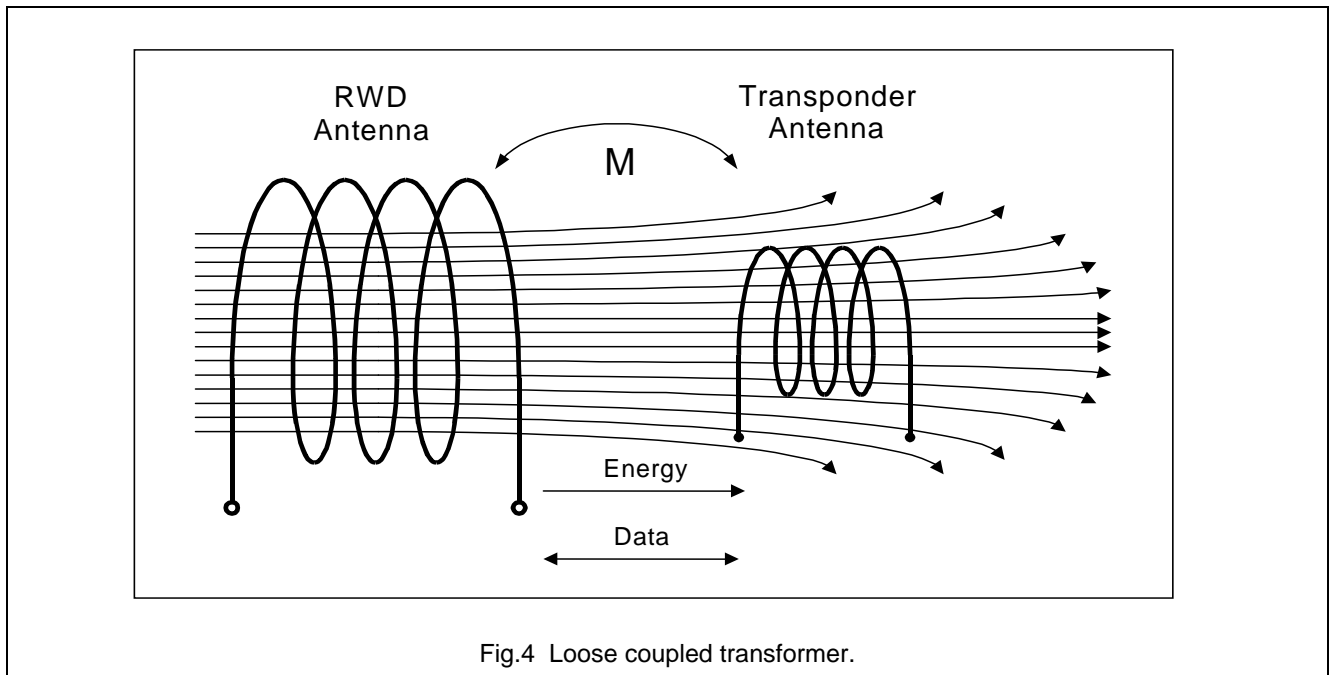 RWD
Antenna
Transponder
Antenna
M
Energy
Data
Fig.4 Loose coupled transformer.